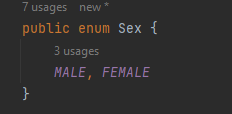 7 usages new *
public enum Sex {
3 usages
MALE, FEMALE
}